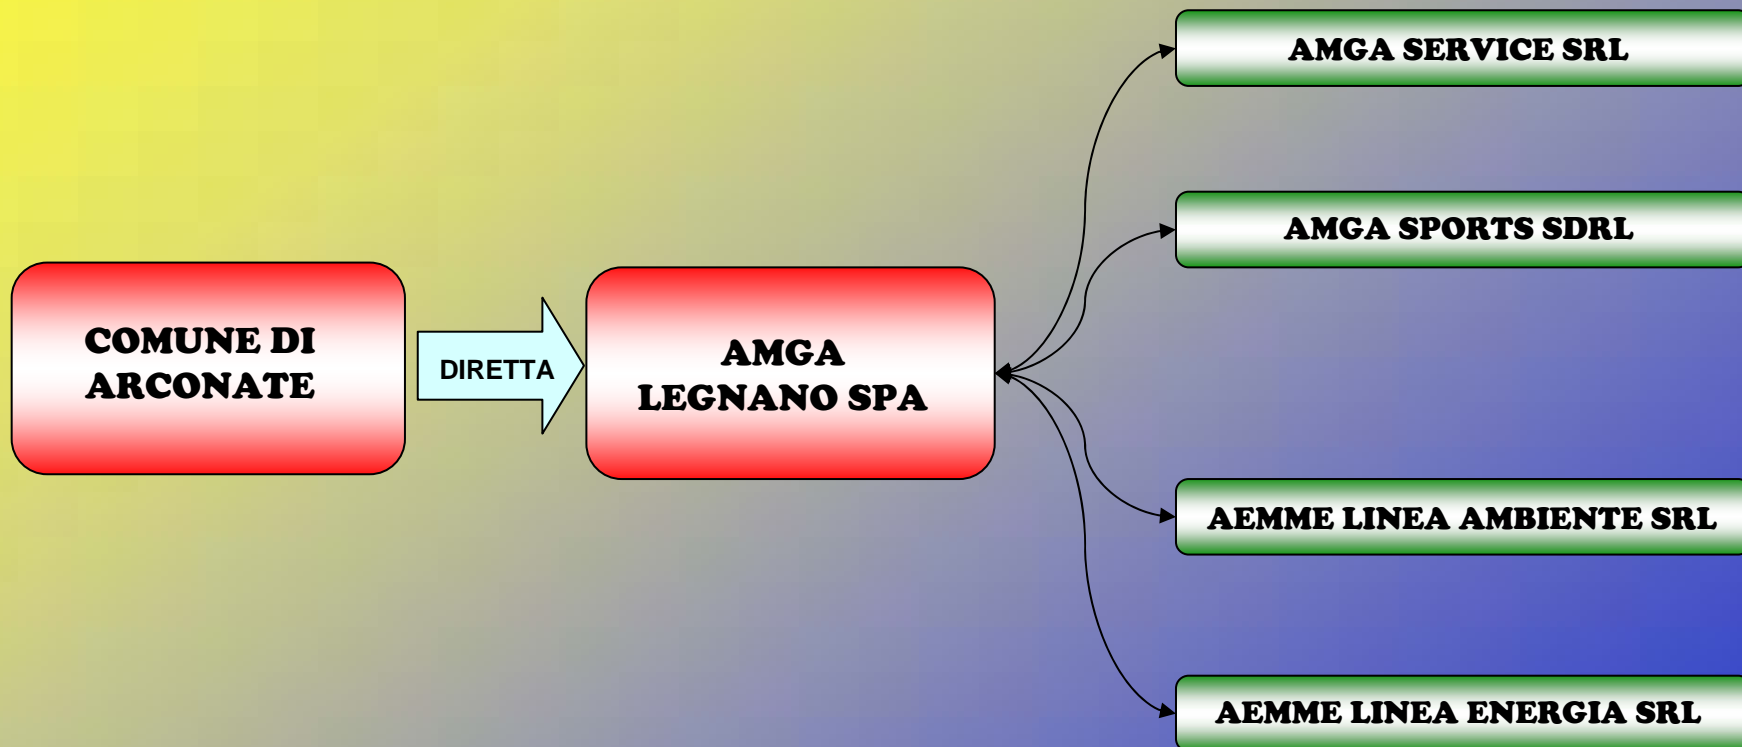 COMUNE DI
ARCONATE
DIRETTA
AMGA
LEGNANO SPA
AMGA SERVICE SRL
AMGA SPORTS SDRL
AEMME LINEA AMBIENTE SRL
AEMME LINEA ENERGIA SRL